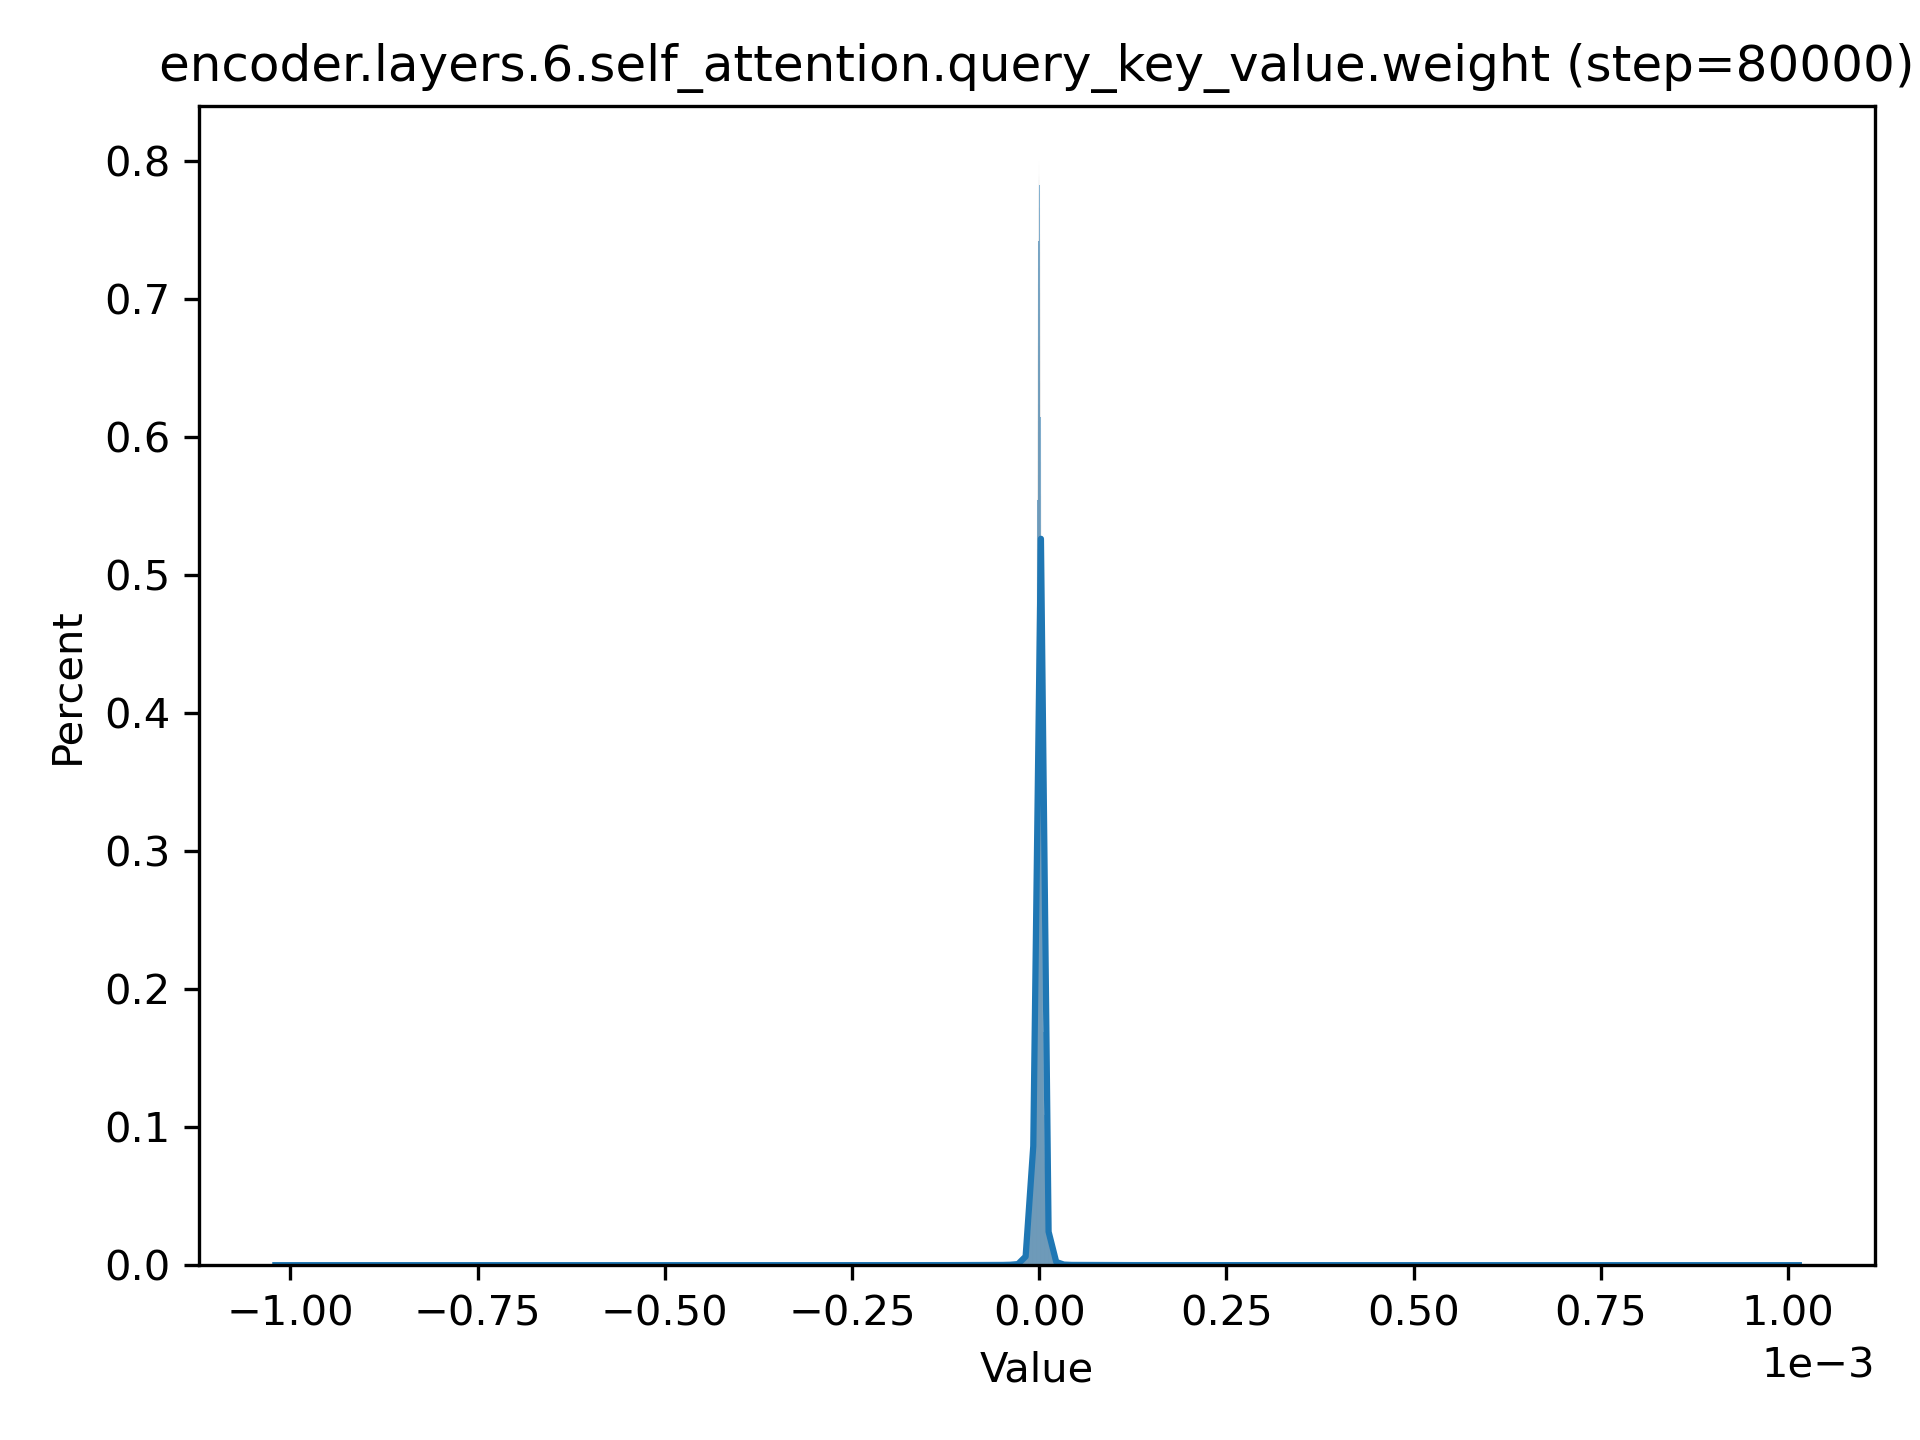 encoder.layers.6.self_attention.query_key_value.weight (step=80000)
0.8
0.7
0.6
0.5
0.4
0.3
0.2
0.1
0.0
Percent
−1.00 −0.75 −0.50 −0.25 0.00 0.25 0.50 0.75 1.00
1e−3
Value